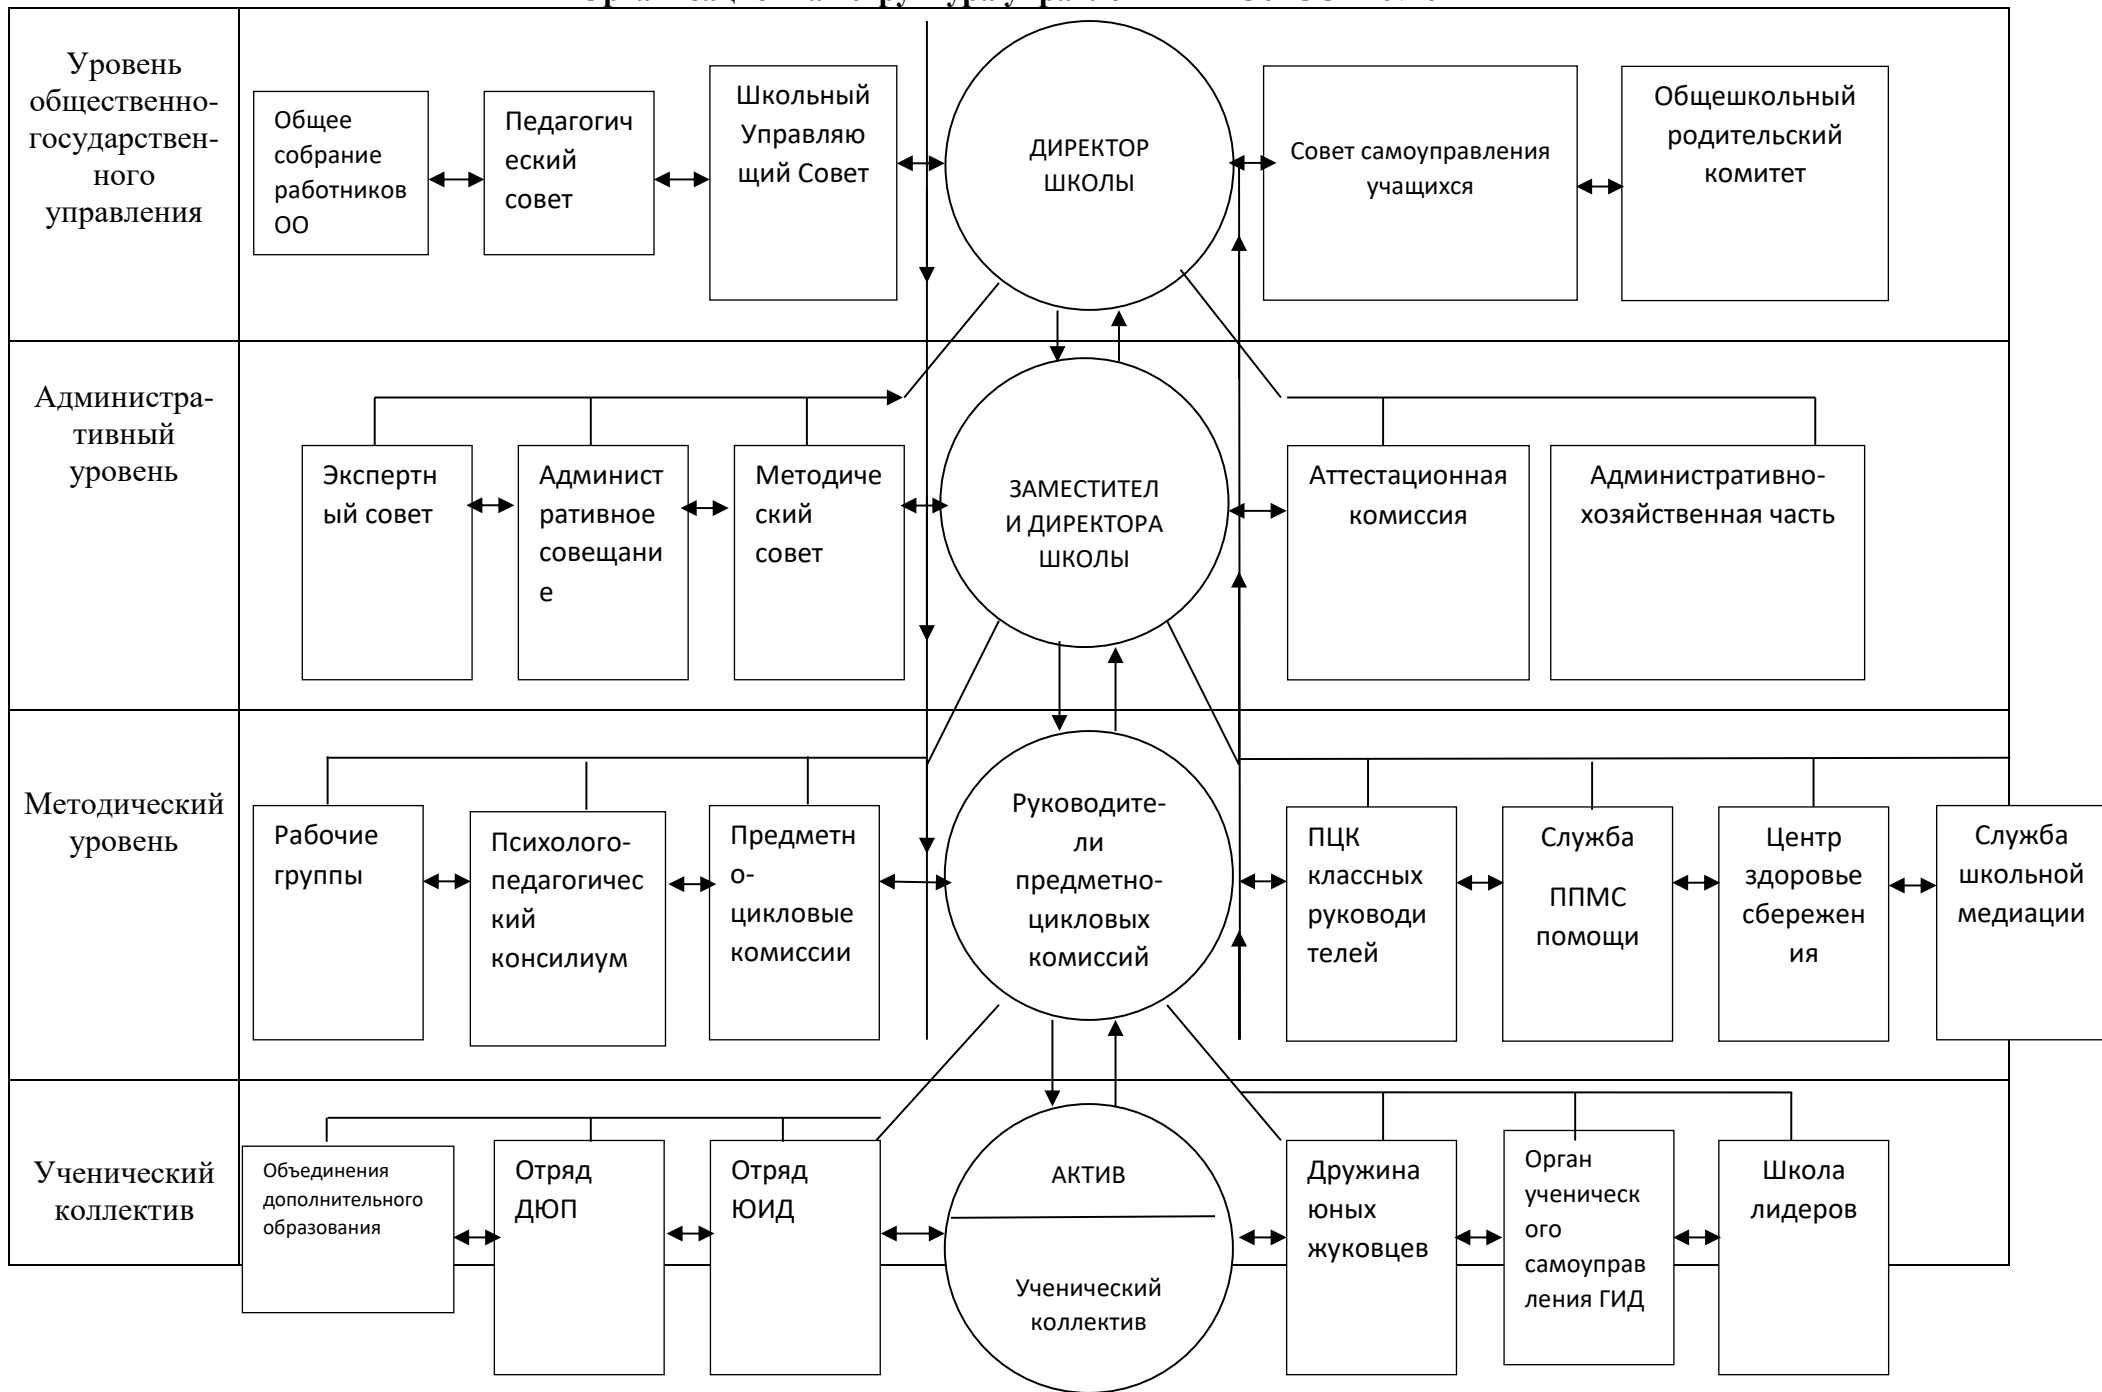 Уровень
общественно-
государствен-
ного
управления
Общее
собрание
работников
ОО
Педагогич
еский
совет
Школьный
Управляю
щий Совет
ДИРЕКТОР
ШКОЛЫ
Совет самоуправления
учащихся
Общешкольный
родительский
комитет
Администра-
тивный
уровень
Экспертн
ый совет
Админист
ративное
совещани
е
Методиче
ский
совет
ЗАМЕСТИТЕЛ
И ДИРЕКТОРА
ШКОЛЫ
Аттестационная
комиссия
Административно-
хозяйственная часть
Методический
уровень
Рабочие
группы
Психолого-
педагогичес
кий
консилиум
Предметн
о-
цикловые
комиссии
Руководите-
ли
предметно-
цикловых
комиссий
ПЦК
классных
руководи
телей
Служба
ППМС
помощи
Центр
здоровье
сбережен
ия
Служба
школьной
медиации
Ученический
коллектив
Объединения
дополнительного
образования
Отряд
ДЮП
Отряд
ЮИД
АКТИВ
Ученический
коллектив
Дружина
юных
жуковцев
Орган
ученическ
ого
самоуправ
ления ГИД
Школа
лидеров